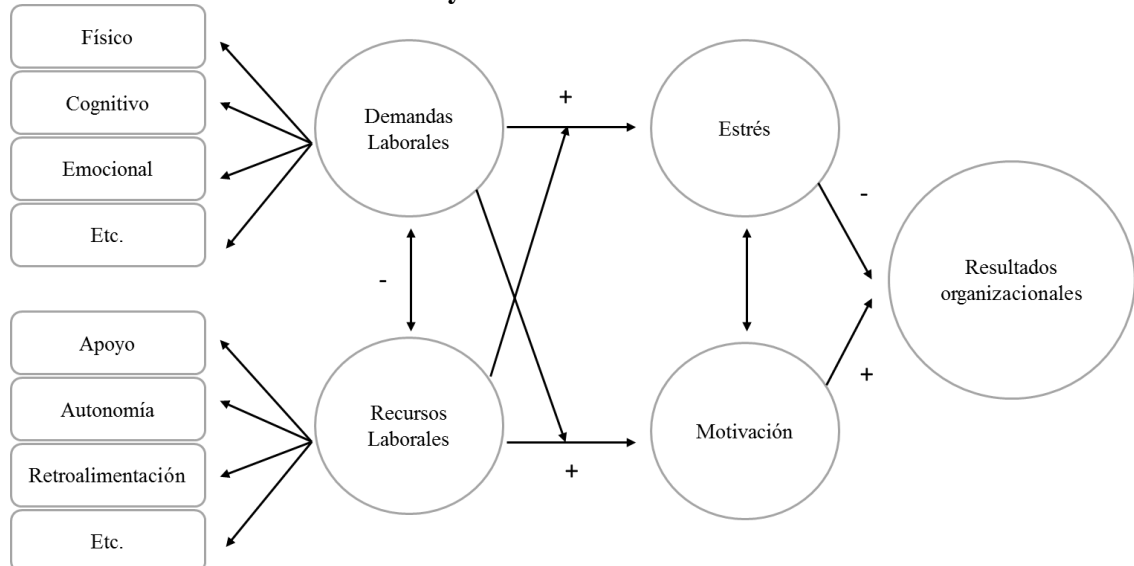 Físico
Cognitivo
Emocional
Etc.
Apoyo
Autonomía
Retroalimentación
Etc.
Demandas
Laborales
-
Recursos
Laborales
+
+
Estrés
Motivación
-
+
Resultados
organizacionales